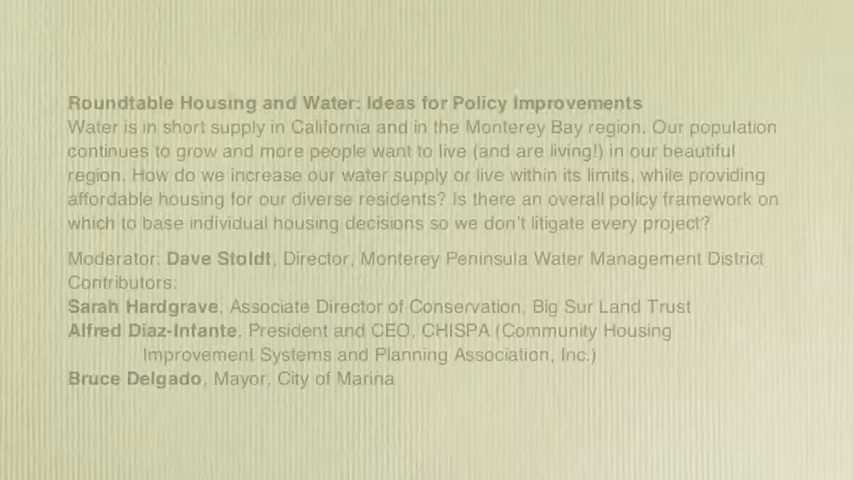 Roundtable Housing and Water: Ideas for Policy Improvements
Water is in short supply in California and in the Monterey Bay region. Our population
continues to grow and more people want to live (and are living!) in our beautiful
region. How do we increase our water supply or live within its limits, while providing
affordable housing for our diverse residents? Is there an overall policy framework on
which to base individual housing decisions so we don't litigate every project?
Moderator: Dave Stoldt, Director, Monterey Peninsula Water Management District
Contributors:
Sarah Hardgrave, Associate Director of Conservation, Big Sur Land Trust
Alfred Diaz-Infante, President and CEO, CHISPA (Community Housing
Improvement Systems and Planning Association, Inc.)
Bruce Delgado, Mayor, City of Marina